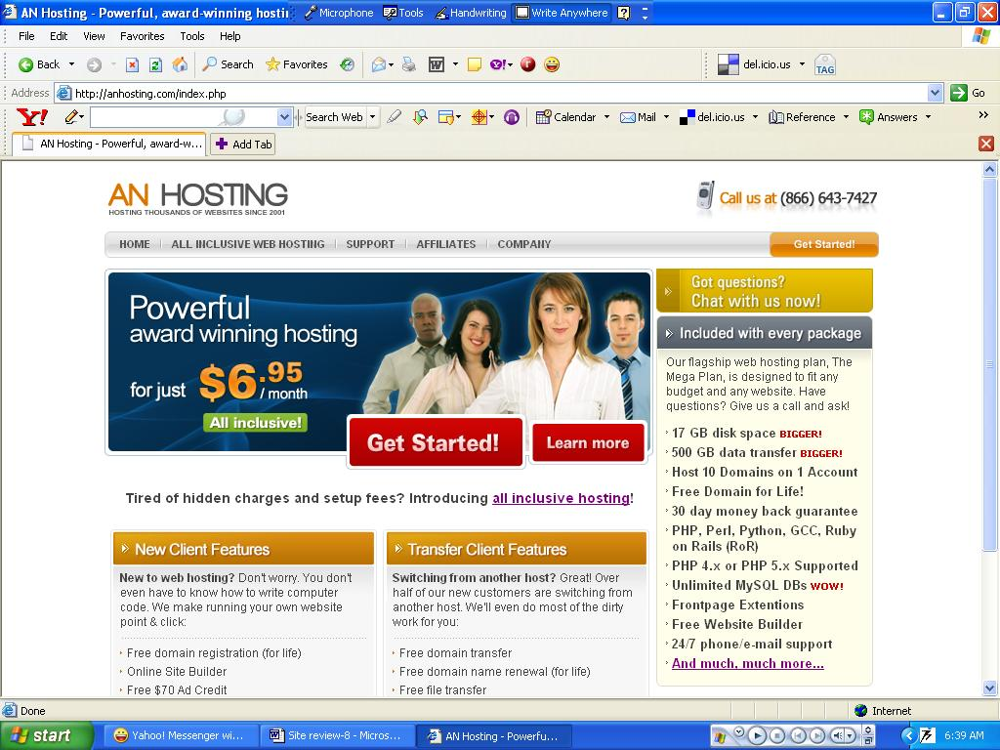 AN Hosting - Powerful, award-winning hostin
Microphone Tools Handwriting Write Anywhere
File Edit View Favorites Tools Help
Back Search Favorites del.icio.us TAG
Address http://anhosting.com/index.php Go
Y! Search Web Calendar Mail del.icio.us Reference Answers
AN Hosting - Powerful, award-w... Add Tab
AN HOSTING
HOSTING THOUSANDS OF WEBSITES SINCE 2001
Call us at (866) 643-7427
HOME ALL INCLUSIVE WEB HOSTING SUPPORT AFFILIATES COMPANY Get Started!
Powerful
award winning hosting
for just $6.95 / month
All inclusive!
Get Started! Learn more
Tired of hidden charges and setup fees? Introducing all inclusive hosting!
New Client Features
New to web hosting? Don't worry. You don't
even have to know how to write computer
code. We make running your own website
point & click:
Free domain registration (for life)
Online Site Builder
Free $70 Ad Credit
Transfer Client Features
Switching from another host? Great! Over
half of our new customers are switching from
another host. We'll even do most of the dirty
work for you:
Free domain transfer
Free domain name renewal (for life)
Free file transfer
Got questions?
Chat with us now!
Included with every package
Our flagship web hosting plan, The
Mega Plan, is designed to fit any
budget and any website. Have
questions? Give us a call and ask!
17 GB disk space BIGGER!
500 GB data transfer BIGGER!
Host 10 Domains on 1 Account
Free Domain for Life!
30 day money back guarantee
PHP, Perl, Python, GCC, Ruby
on Rails (RoR)
PHP 4.x or PHP 5.x Supported
Unlimited MySQL DBs WOW!
Frontpage Extentions
Free Website Builder
24/7 phone/e-mail support
And much, much more...
Done Internet
start Yahoo! Messenger wi... Site review-8 - Micros... AN Hosting - Powerfu... 6:39 AM